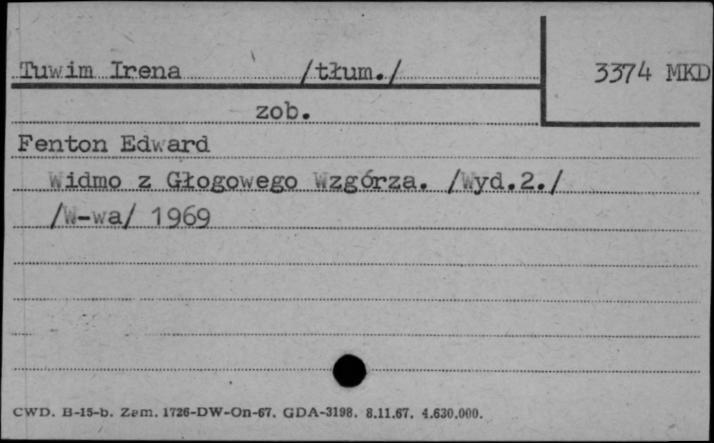 Tuwim Irena /tłum./ 3374 MKD
zob.
Fenton Edward
Widmo z Głogowego Wzgórza. /Wyd.2./
/W-wa/ 1969
CWD. B-15-b. Zam. 1726-DW-On-67. GDA-3198. 8.11.67. 4.630.000.